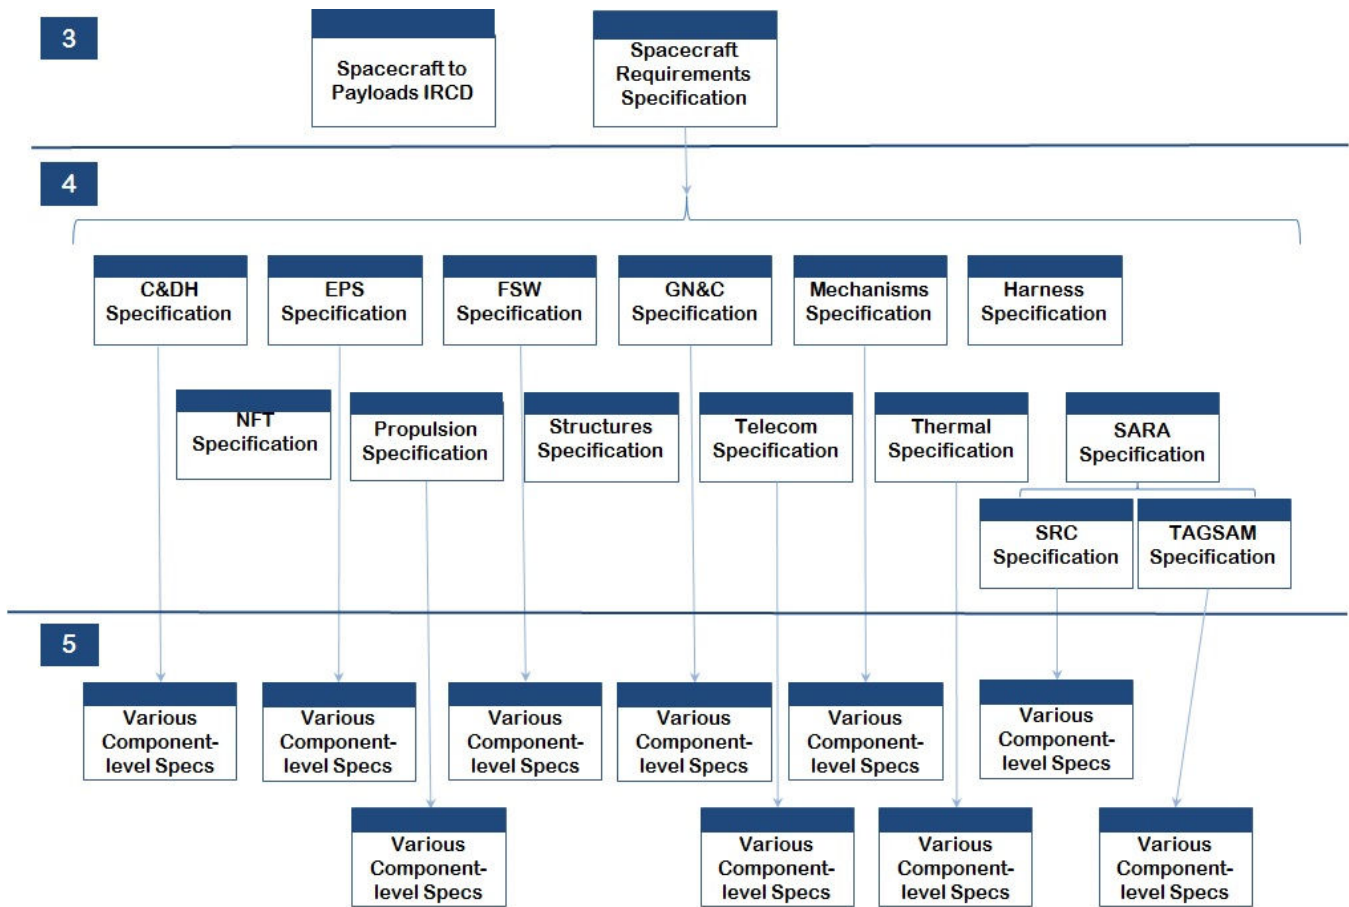 3
Spacecraft to
Payloads IRCD
Spacecraft
Requirements
Specification
4
C&DH
Specification
EPS
Specification
FSW
Specification
GN&C
Specification
Mechanisms
Specification
Harness
Specification
NFT
Specification
Propulsion
Specification
Structures
Specification
Telecom
Specification
Thermal
Specification
SARA
Specification
SRC
Specification
TAGSAM
Specification
5
Various
Component-
level Specs
Various
Component-
level Specs
Various
Component-
level Specs
Various
Component-
level Specs
Various
Component-
level Specs
Various
Component-
level Specs
Various
Component-
level Specs
Various
Component-
level Specs
Various
Component-
level Specs
Various
Component-
level Specs